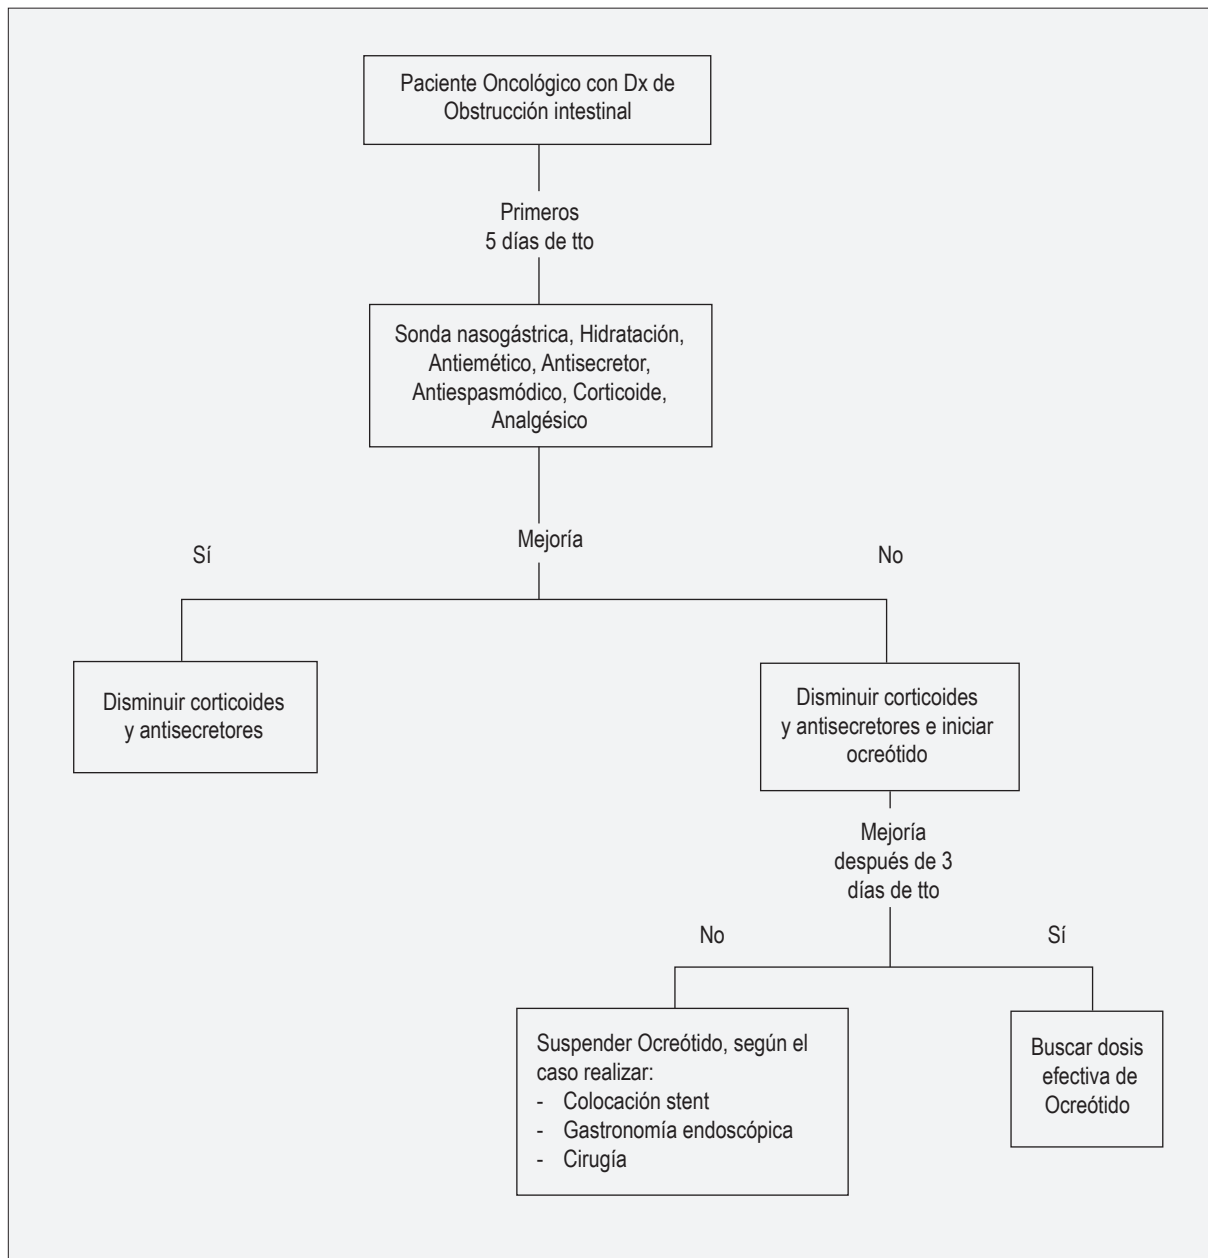 Paciente Oncológico con Dx de
Obstrucción intestinal
Primeros
5 días de tto
Sonda nasogástrica, Hidratación,
Antiemético, Antisecretor,
Antiespasmódico, Corticoide,
Analgésico
Mejoría
Sí
No
Disminuir corticoides
y antisecretores
Disminuir corticoides
y antisecretores e iniciar
ocreótido
Mejoría
después de 3
días de tto
No
Sí
Suspender Ocreótido, según el
caso realizar:
- Colocación stent
- Gastronomía endoscópica
- Cirugía
Buscar dosis
efectiva de
Ocreótido